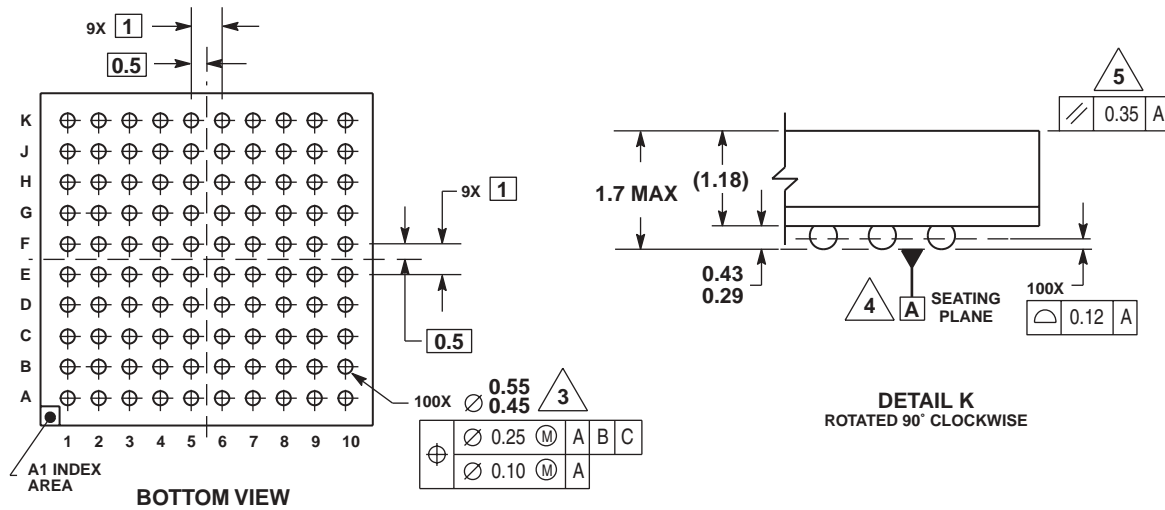 9X 1
0.5
K
J
H
G
F
E
D
C
B
A
1 2 3 4 5 6 7 8 9 10
A1 INDEX
AREA
BOTTOM VIEW
9X 1
0.5
100X ∅ 0.55
0.45
3
⌖ ∅ 0.25 Ⓜ A B C
∅ 0.10 Ⓜ A
5
⫽ 0.35 A
1.7 MAX
(1.18)
0.43
0.29
4
A SEATING
PLANE
100X
⌓ 0.12 A
DETAIL K
ROTATED 90° CLOCKWISE